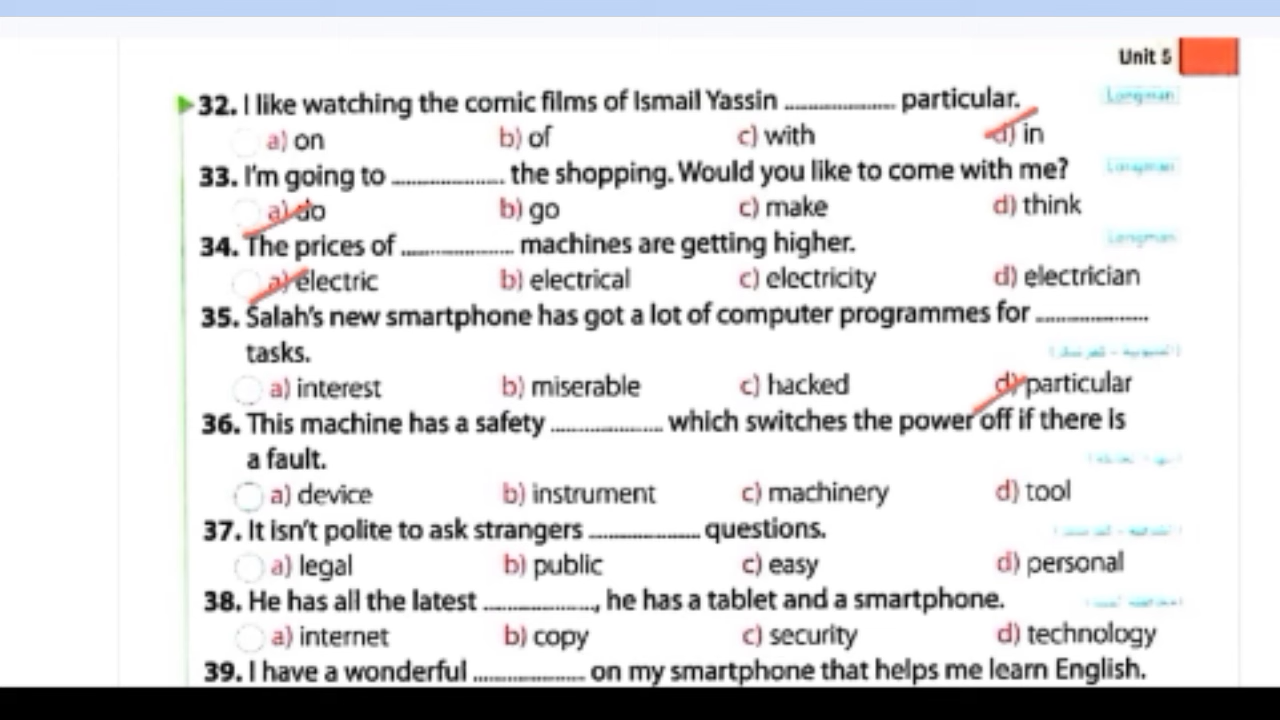 Unit 5
32. I like watching the comic films of Ismail Yassin .................... particular. Longman
a) on b) of c) with d) in
33. I'm going to .................... the shopping. Would you like to come with me? Longman
a) do b) go c) make d) think
34. The prices of .................... machines are getting higher. Longman
a) electric b) electrical c) electricity d) electrician
35. Salah's new smartphone has got a lot of computer programmes for ....................
tasks.
a) interest b) miserable c) hacked d) particular
36. This machine has a safety .................... which switches the power off if there is
a fault.
a) device b) instrument c) machinery d) tool
37. It isn't polite to ask strangers .................... questions.
a) legal b) public c) easy d) personal
38. He has all the latest ...................., he has a tablet and a smartphone.
a) internet b) copy c) security d) technology
39. I have a wonderful .................... on my smartphone that helps me learn English.